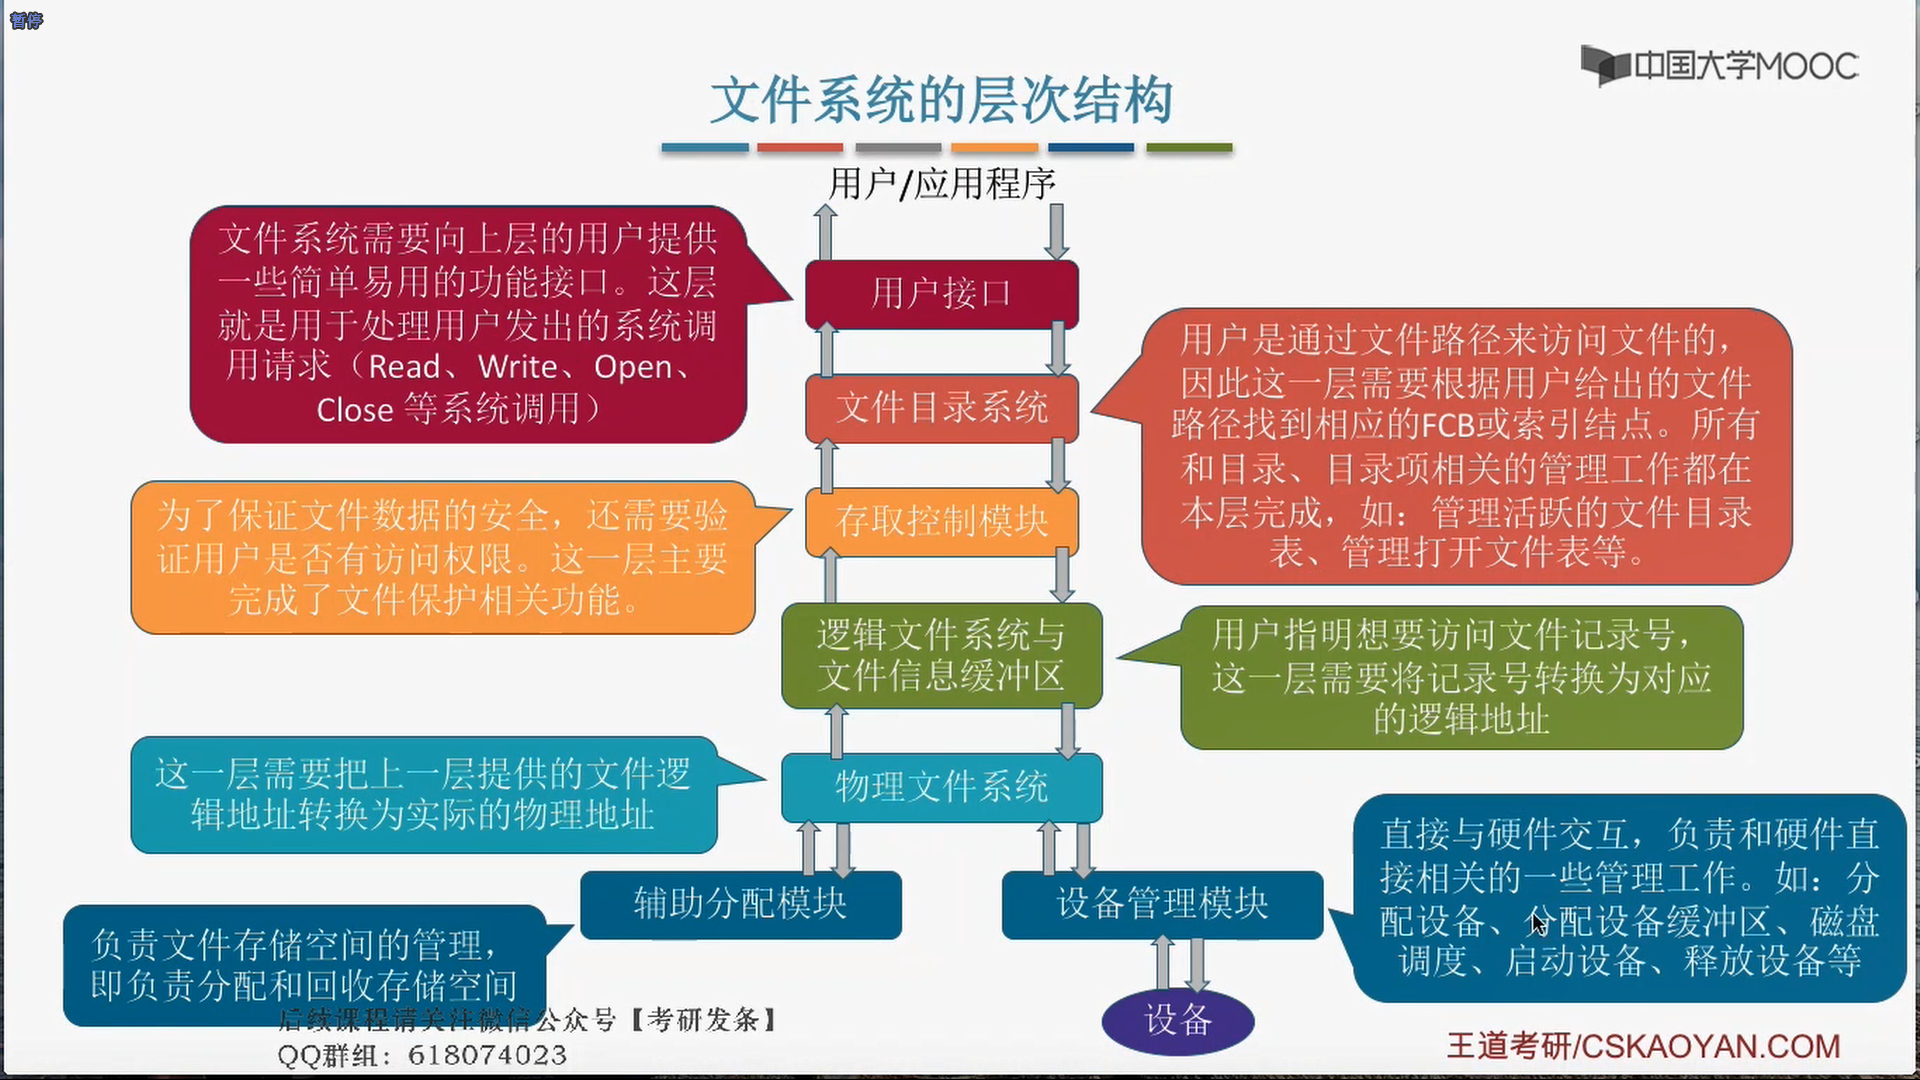 暂停
中国大学MOOC
文件系统的层次结构
用户/应用程序
文件系统需要向上层的用户提供
一些简单易用的功能接口。这层
就是用于处理用户发出的系统调
用请求（Read、Write、Open、
Close 等系统调用）
用户接口
用户是通过文件路径来访问文件的，
因此这一层需要根据用户给出的文件
路径找到相应的FCB或索引结点。所有
和目录、目录项相关的管理工作都在
本层完成，如：管理活跃的文件目录
表、管理打开文件表等。
文件目录系统
为了保证文件数据的安全，还需要验
证用户是否有访问权限。这一层主要
完成了文件保护相关功能。
存取控制模块
逻辑文件系统与
文件信息缓冲区
用户指明想要访问文件记录号，
这一层需要将记录号转换为对应
的逻辑地址
这一层需要把上一层提供的文件逻
辑地址转换为实际的物理地址
物理文件系统
辅助分配模块
设备管理模块
直接与硬件交互，负责和硬件直
接相关的一些管理工作。如：分
配设备、分配设备缓冲区、磁盘
调度、启动设备、释放设备等
负责文件存储空间的管理，
即负责分配和回收存储空间
设备
后续课程请关注微信公众号【考研发条】
QQ群组：618074023
王道考研/CSKAOYAN.COM